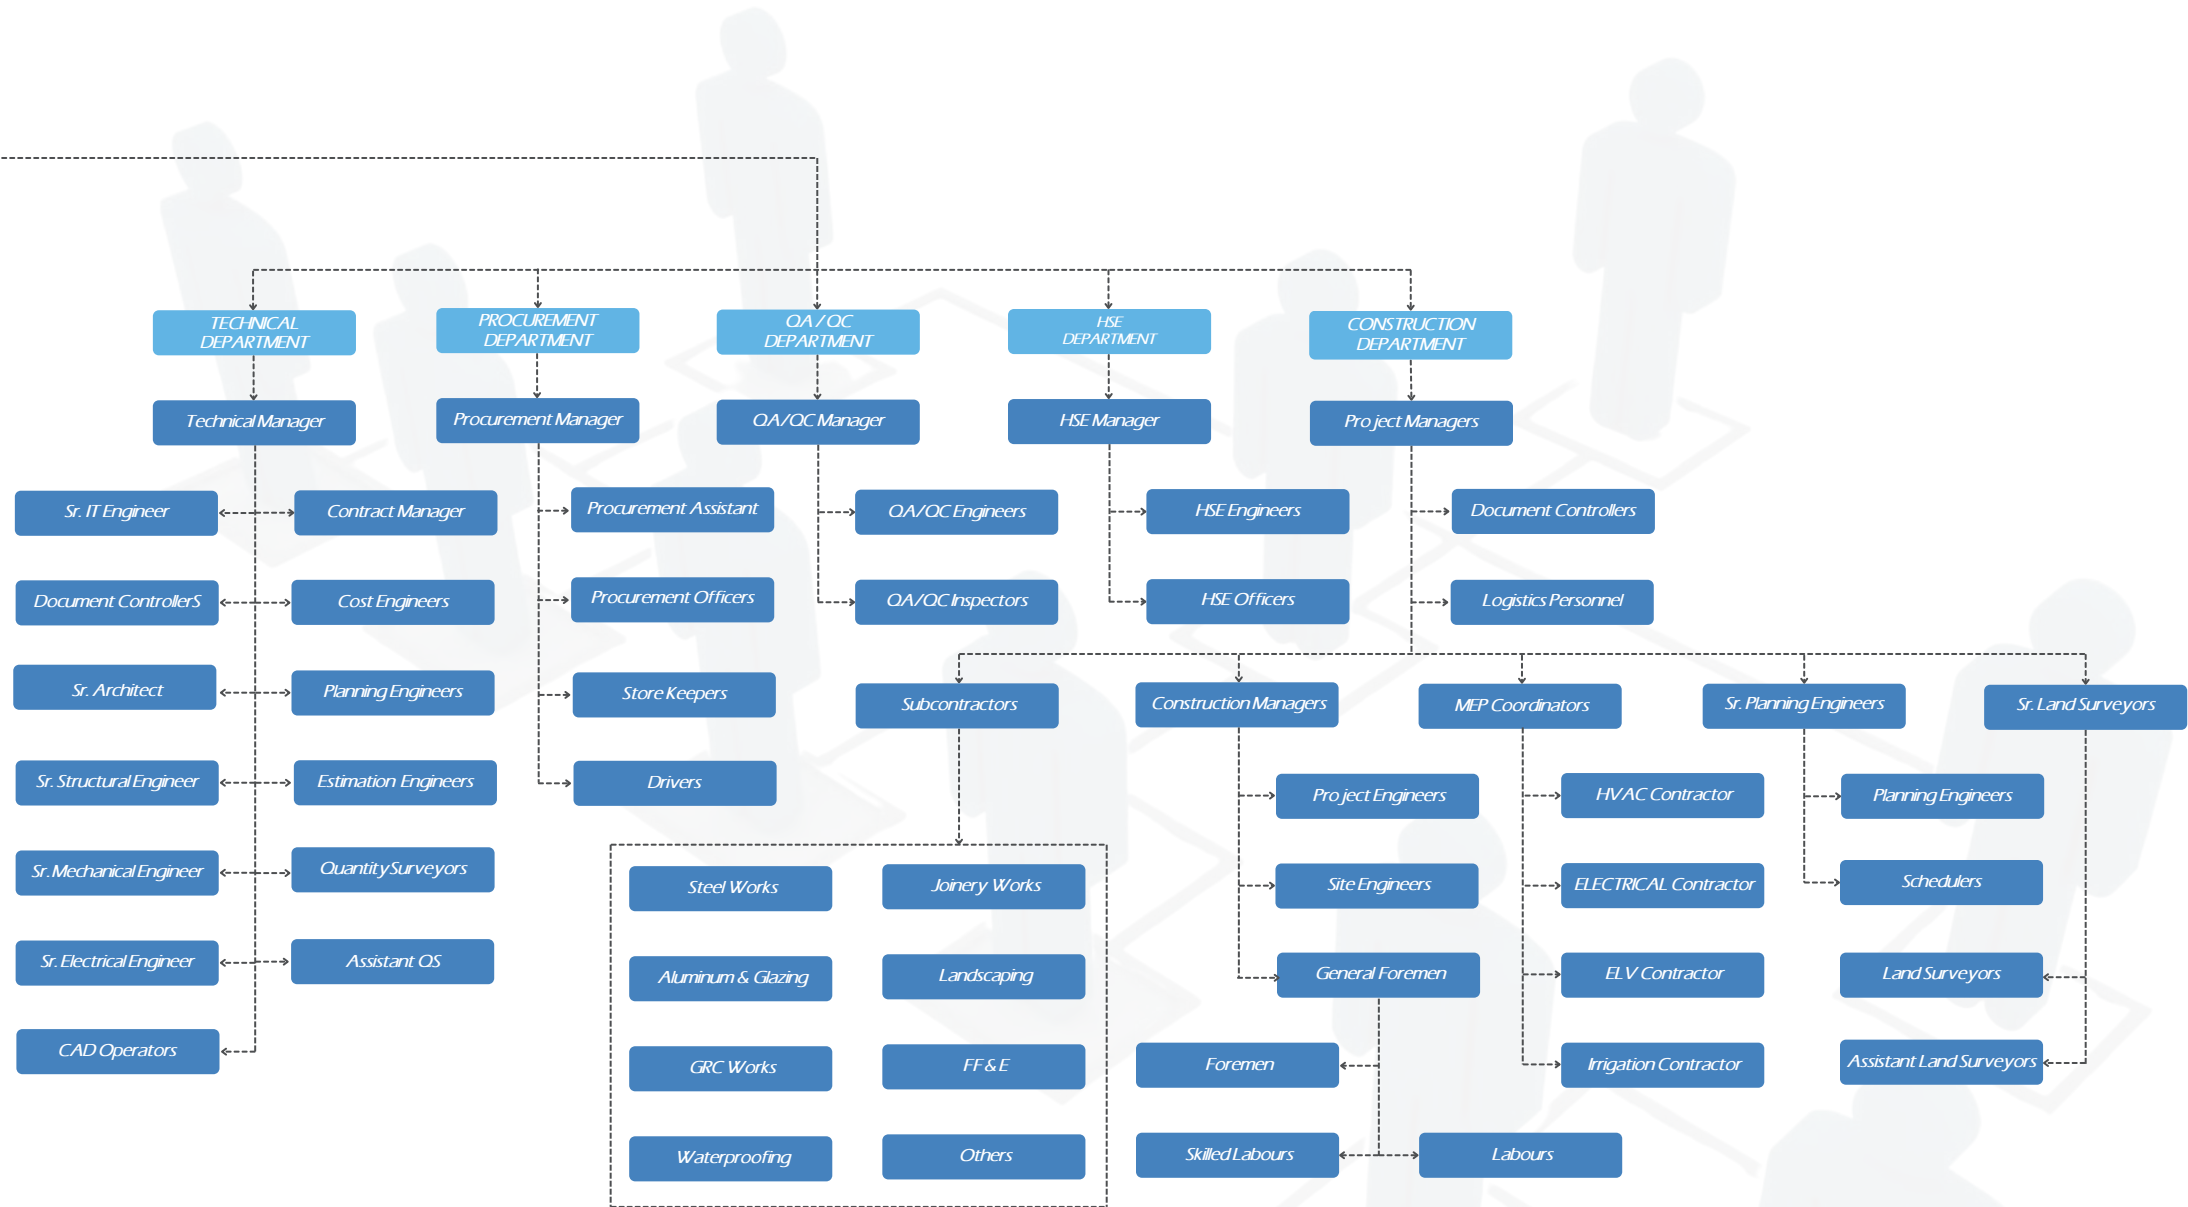 TECHNICAL
DEPARTMENT
PROCUREMENT
DEPARTMENT
QA / QC
DEPARTMENT
HSE
DEPARTMENT
CONSTRUCTION
DEPARTMENT
Technical Manager
Procurement Manager
QA/QC Manager
HSE Manager
Project Managers
Sr. IT Engineer
Contract Manager
Procurement Assistant
QA/QC Engineers
HSE Engineers
Document Controllers
Document ControllerS
Cost Engineers
Procurement Officers
QA/QC Inspectors
HSE Officers
Logistics Personnel
Sr. Architect
Planning Engineers
Store Keepers
Subcontractors
Construction Managers
MEP Coordinators
Sr. Planning Engineers
Sr. Land Surveyors
Sr. Structural Engineer
Estimation Engineers
Drivers
Project Engineers
HVAC Contractor
Planning Engineers
Sr. Mechanical Engineer
Quantity Surveyors
Steel Works
Joinery Works
Site Engineers
ELECTRICAL Contractor
Schedulers
Sr. Electrical Engineer
Assistant QS
Aluminum & Glazing
Landscaping
General Foremen
ELV Contractor
Land Surveyors
CAD Operators
GRC Works
FF & E
Foremen
Irrigation Contractor
Assistant Land Surveyors
Waterproofing
Others
Skilled Labours
Labours